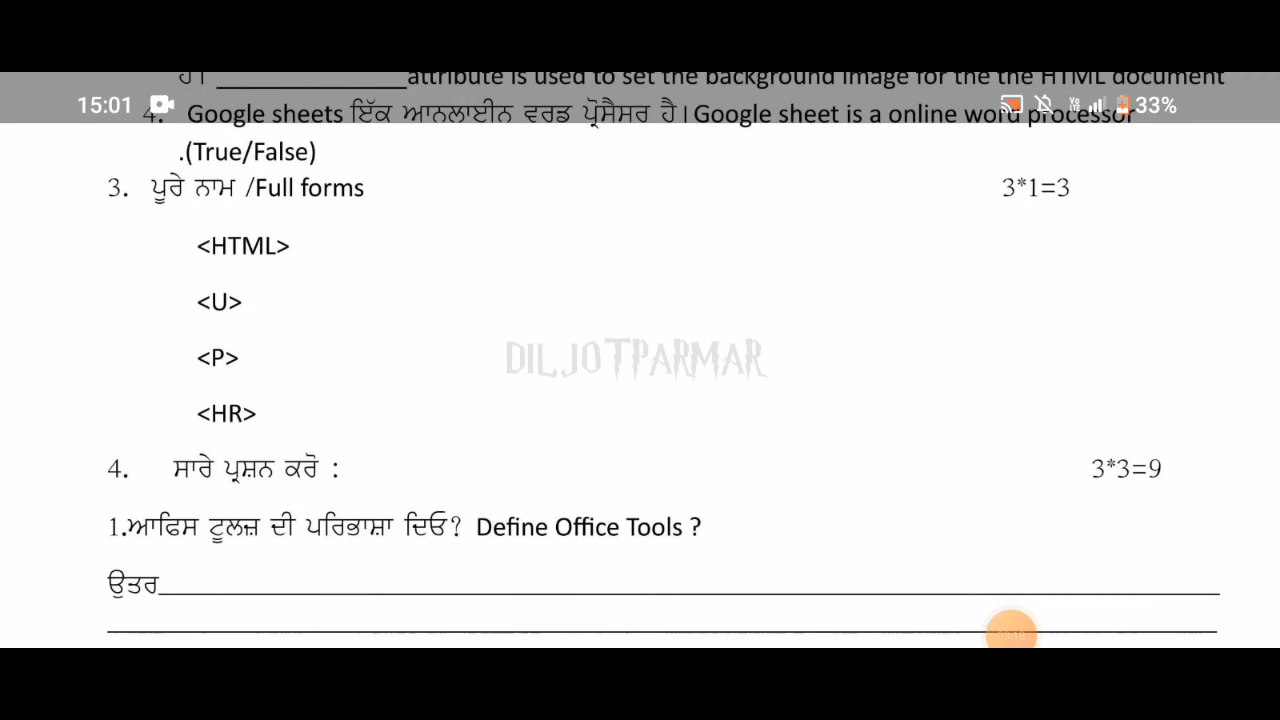 ਹੈ। ________________attribute is used to set the background image for the the HTML document
15:01 33%
4. Google sheets ਇੱਕ ਆਨਲਾਈਨ ਵਰਡ ਪ੍ਰੋਸੈਸਰ ਹੈ। Google sheet is a online word processor
.(True/False)
3. ਪੂਰੇ ਨਾਮ /Full forms 3*1=3
<HTML>
<U>
DILJOTPARMAR
<P>
<HR>
4. ਸਾਰੇ ਪ੍ਰਸ਼ਨ ਕਰੋ : 3*3=9
1.ਆਫਿਸ ਟੂਲਜ਼ ਦੀ ਪਰਿਭਾਸ਼ਾ ਦਿਓ? Define Office Tools ?
ਉਤਰ